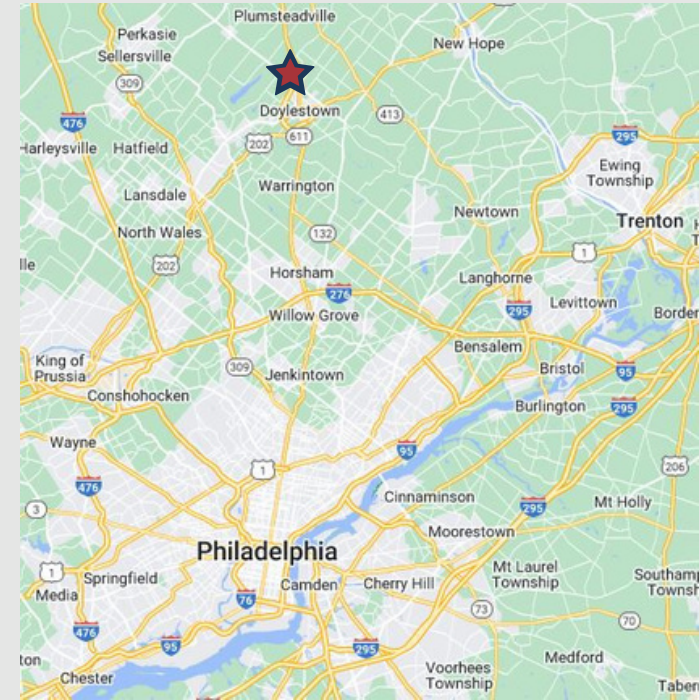 Plumsteadville
Perkasie
New Hope
Sellersville
309
Doylestown
413
476
295
611
202
Harleysville
Hatfield
Ewing
Township
Warrington
Lansdale
Newtown
Trenton
North Wales
132
1
202
lle
Horsham
Langhorne
276
Levittown
295
Willow Grove
Borden
Bensalem
King of
Prussia
309
Jenkintown
Bristol
95
Conshohocken
Burlington
295
Wayne
95
1
206
476
Cinnaminson
Mt Holly
3
295
Moorestown
Philadelphia
1
Springfield
Camden
Cherry Hill
Mt Laurel
Township
Southamp
Townsh
Media
76
73
70
476
95
295
ton
Medford
Voorhees
Township
Chester
Taber